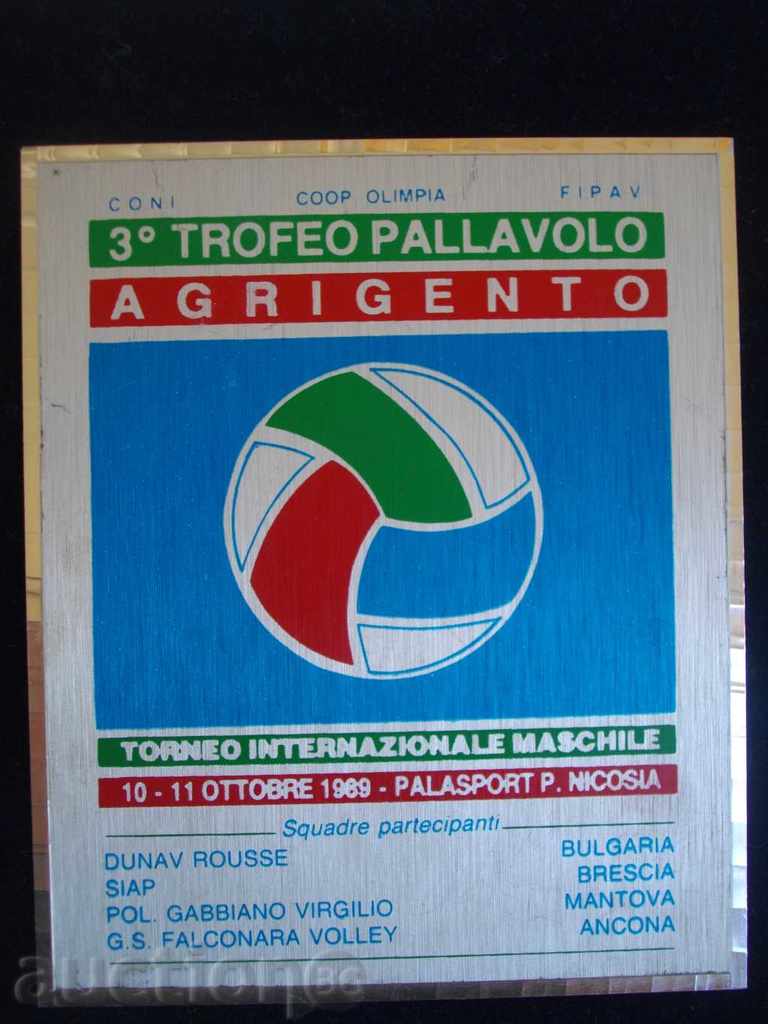 CONI COOP OLIMPIA FIPAV
3° TROFEO PALLAVOLO
AGRIGENTO
TORNEO INTERNAZIONALE MASCHILE
10 - 11 OTTOBRE 1989 - PALASPORT P. NICOSIA
Squadre partecipanti
DUNAV ROUSSE BULGARIA
SIAP BRESCIA
POL. GABBIANO VIRGILIO MANTOVA
G.S. FALCONARA VOLLEY ANCONA
auction